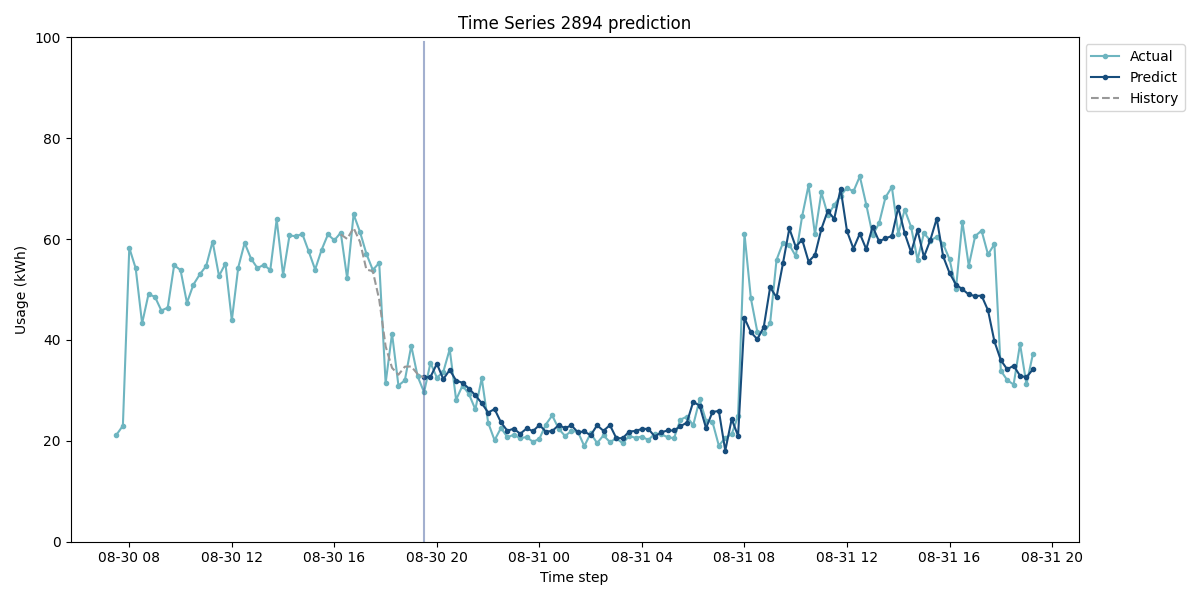 Time Series 2894 prediction
100
80
60
40
20
0
Usage (kWh)
08-30 08
08-30 12
08-30 16
08-30 20
08-31 00
08-31 04
08-31 08
08-31 12
08-31 16
08-31 20
Time step
Actual
Predict
History